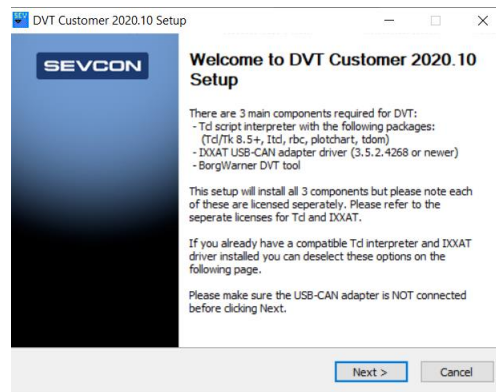 DVT Customer 2020.10 Setup
SEVCON
Welcome to DVT Customer 2020.10
Setup
There are 3 main components required for DVT:
- Tcl script interpreter with the following packages:
(Tcl/Tk 8.5+, Itcl, rbc, plotchart, tdom)
- IXXAT USB-CAN adapter driver (3.5.2.4268 or newer)
- BorgWarner DVT tool
This setup will install all 3 components but please note each
of these are licensed seperately. Please refer to the
seperate licenses for Tcl and IXXAT.
If you already have a compatible Tcl interpreter and IXXAT
driver installed you can deselect these options on the
following page.
Please make sure the USB-CAN adapter is NOT connected
before clicking Next.
Next >
Cancel